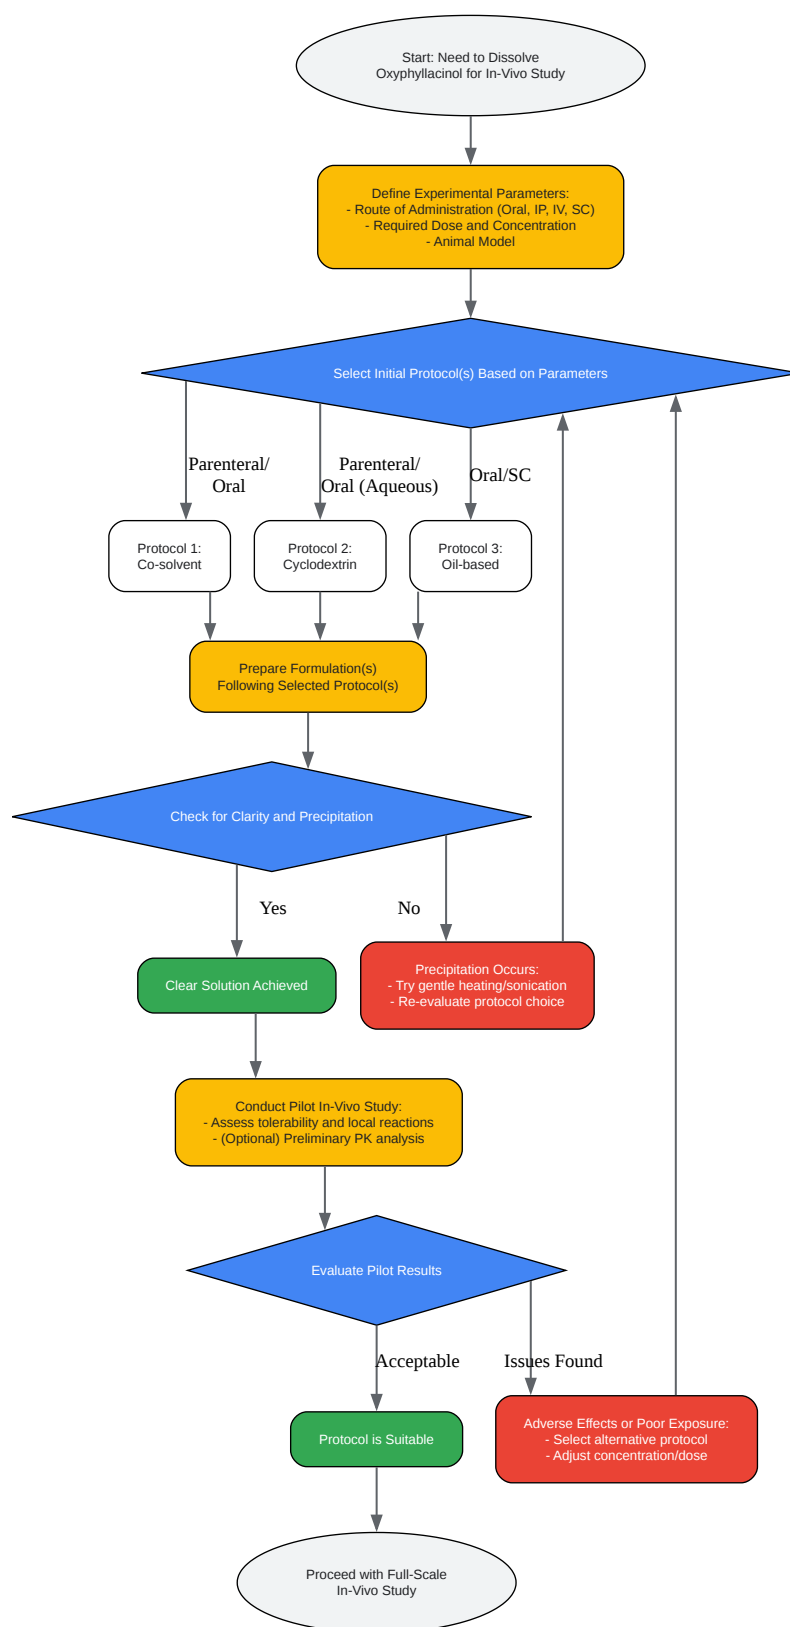 Start: Need to Dissolve
Oxyphyllacinol for In-Vivo Study
Define Experimental Parameters:
- Route of Administration (Oral, IP, IV, SC)
- Required Dose and Concentration
- Animal Model
Select Initial Protocol(s) Based on Parameters
Parenteral/
Oral
Parenteral/
Oral (Aqueous)
Oral/SC
Protocol 1:
Co-solvent
Protocol 2:
Cyclodextrin
Protocol 3:
Oil-based
Prepare Formulation(s)
Following Selected Protocol(s)
Check for Clarity and Precipitation
Yes
No
Clear Solution Achieved
Precipitation Occurs:
- Try gentle heating/sonication
- Re-evaluate protocol choice
Conduct Pilot In-Vivo Study:
- Assess tolerability and local reactions
- (Optional) Preliminary PK analysis
Evaluate Pilot Results
Acceptable
Issues Found
Protocol is Suitable
Adverse Effects or Poor Exposure:
- Select alternative protocol
- Adjust concentration/dose
Proceed with Full-Scale
In-Vivo Study